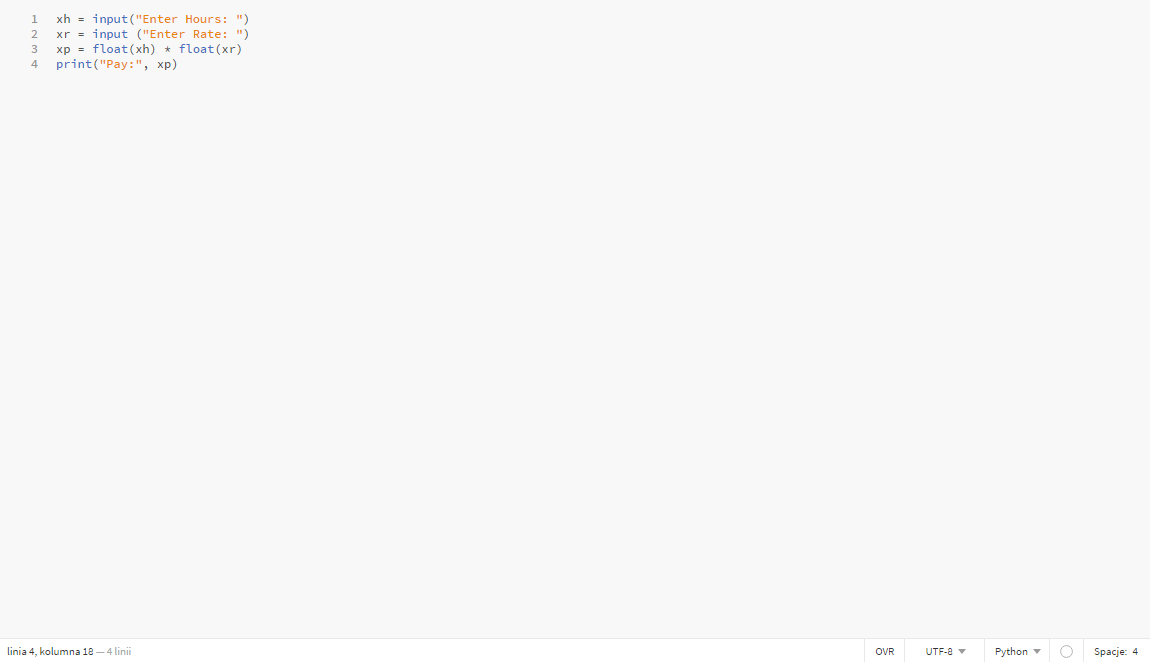 1 xh = input("Enter Hours: ")
2 xr = input ("Enter Rate: ")
3 xp = float(xh) * float(xr)
4 print("Pay:", xp)
linia 4, kolumna 18 — 4 linii OVR UTF-8 Python Spacje: 4